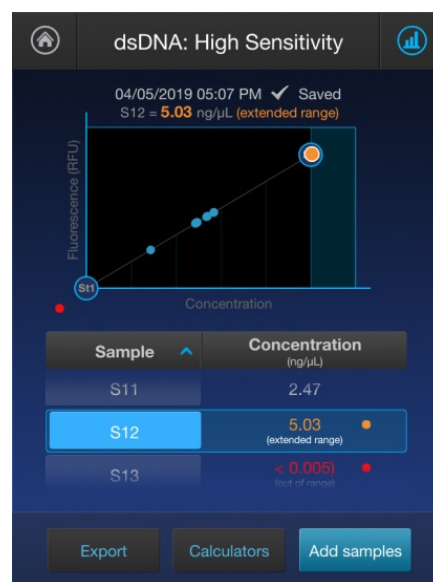 dsDNA: High Sensitivity
04/05/2019 05:07 PM ✓ Saved
S12 = 5.03 ng/µL (extended range)
Fluorescence (RFU)
St1
Concentration
Sample Concentration
(ng/µL)
S11 2.47
S12 5.03
(extended range)
S13 < 0.005)
(out of range)
Export Calculators Add samples